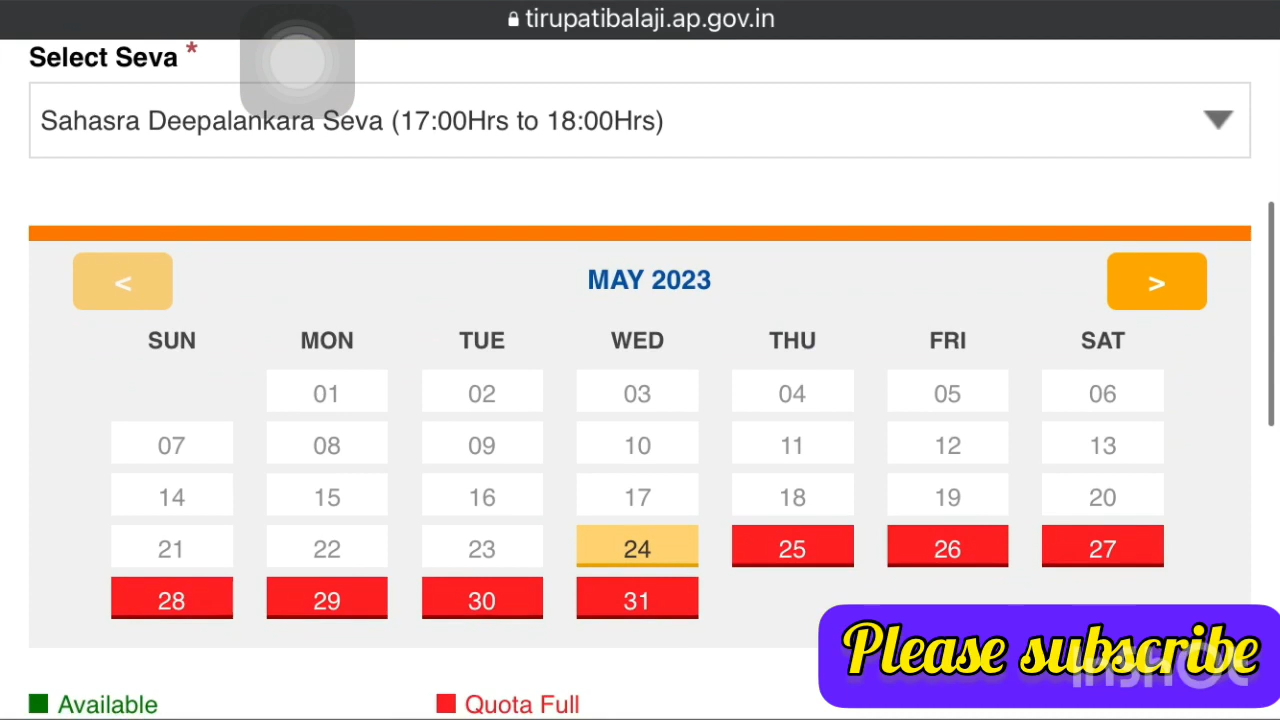 tirupatibalaji.ap.gov.in
Select Seva *
Sahasra Deepalankara Seva (17:00Hrs to 18:00Hrs)
< MAY 2023 >
SUN MON TUE WED THU FRI SAT
01 02 03 04 05 06
07 08 09 10 11 12 13
14 15 16 17 18 19 20
21 22 23 24 25 26 27
28 29 30 31
Please subscribe
InShOt
Available Quota Full